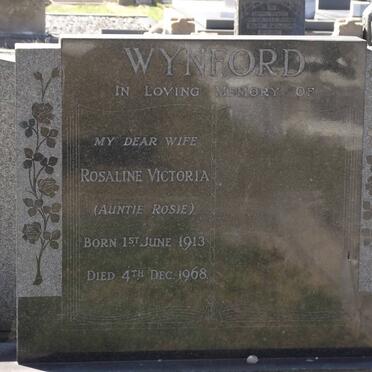 WYNFORD
IN LOVING MEMORY OF
MY DEAR WIFE
ROSALINE VICTORIA
(AUNTIE ROSIE)
BORN 1ST JUNE 1913
DIED 4TH DEC. 1968